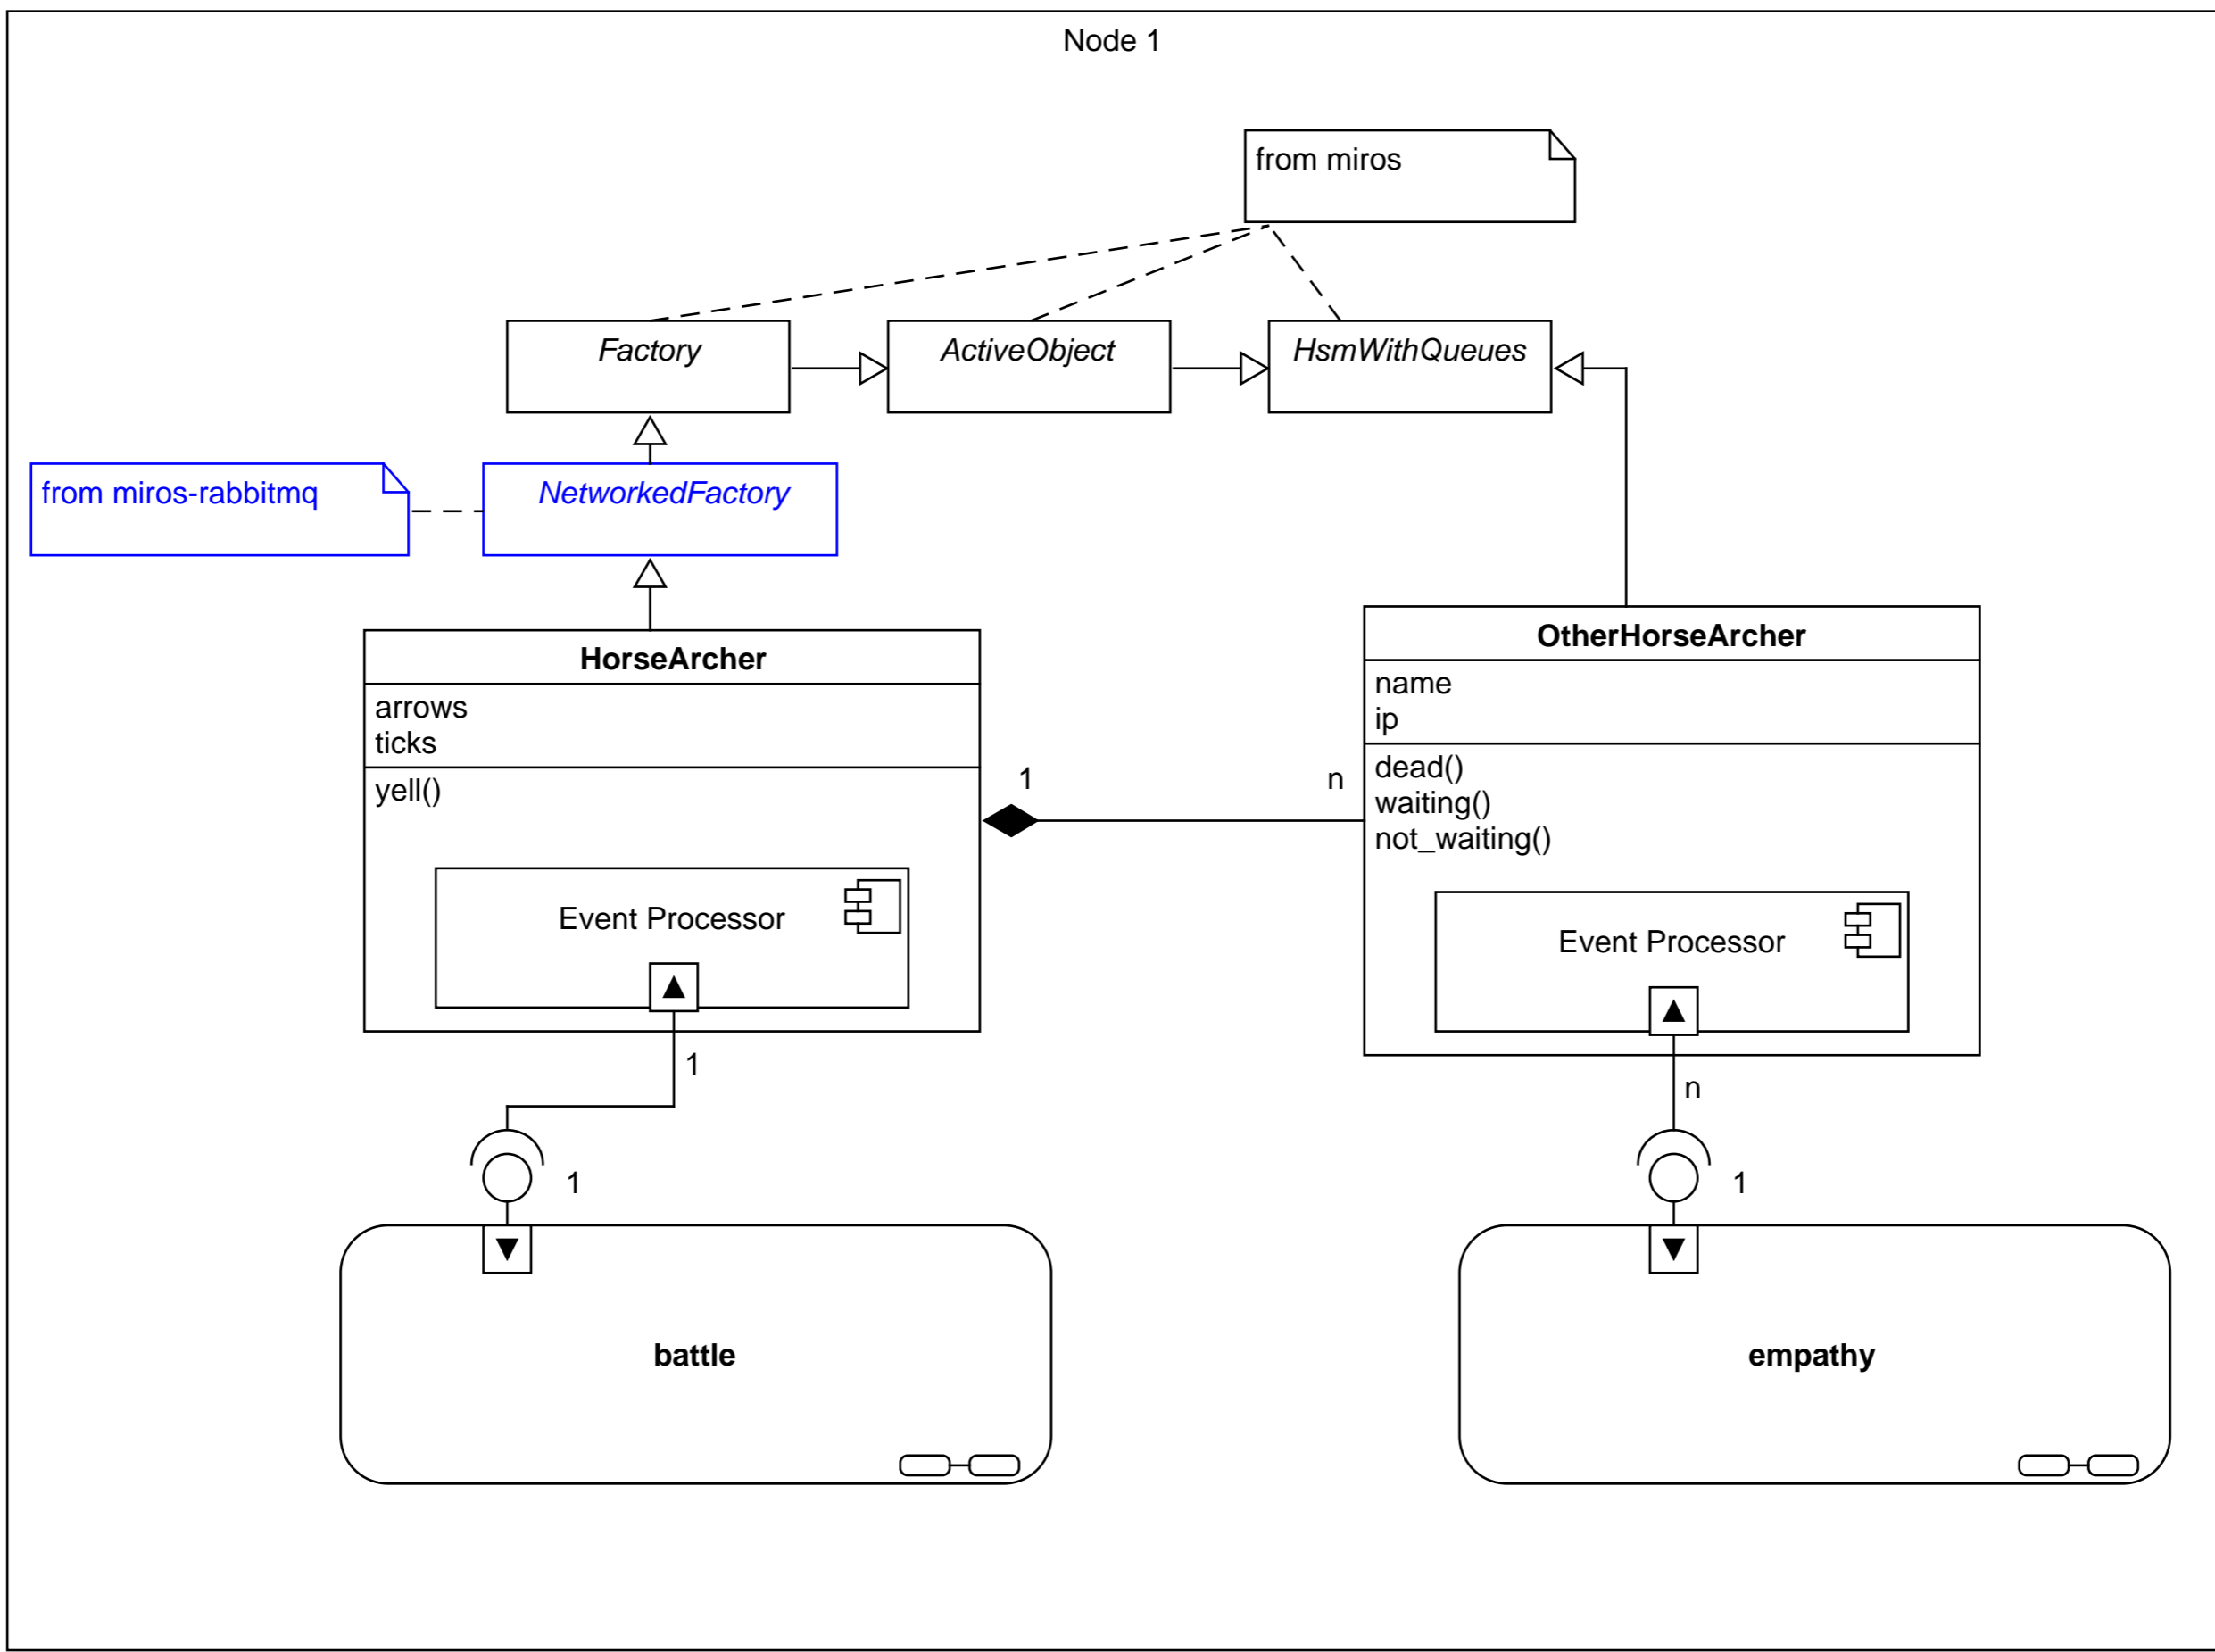 Node 1
from miros
Factory
ActiveObject
HsmWithQueues
from miros-rabbitmq
NetworkedFactory
HorseArcher
arrows
ticks
yell()
Event Processor
OtherHorseArcher
name
ip
dead()
waiting()
not_waiting()
Event Processor
1
n
1
1
n
1
battle
empathy